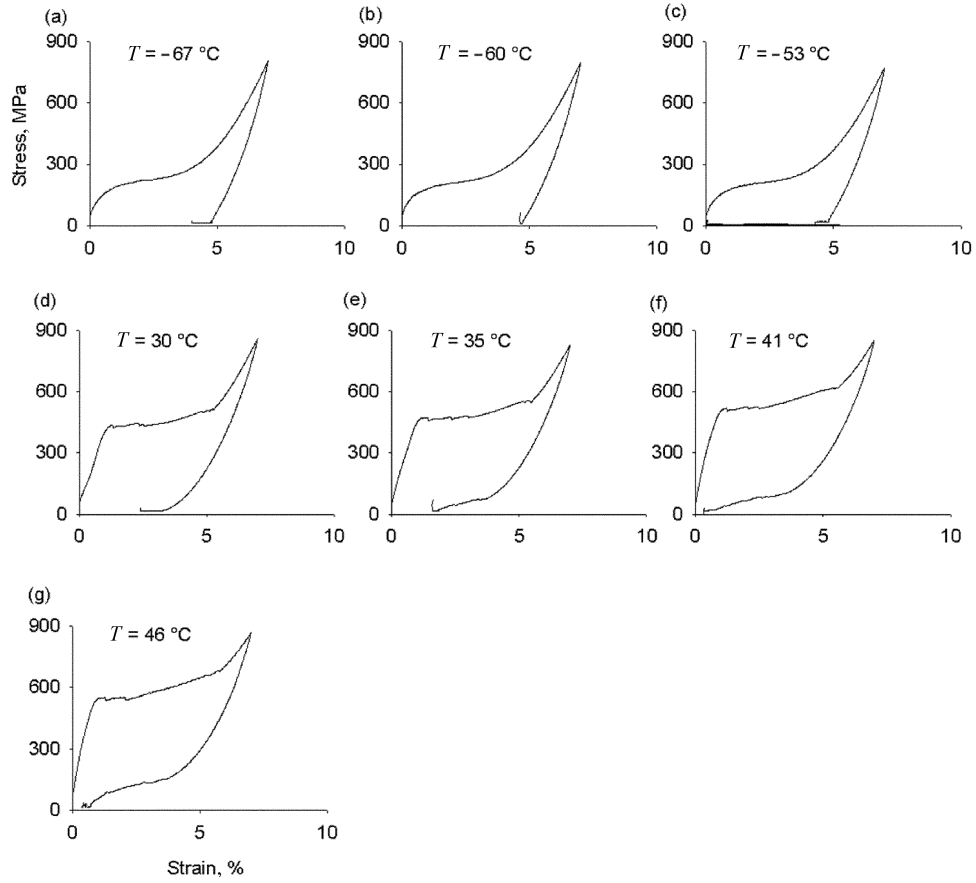 (a) (b) (c)
T = −67 °C T = −60 °C T = −53 °C
900 900 900
600 600 600
300 300 300
0 0 0
0 5 10 0 5 10 0 5 10
Stress, MPa
(d) (e) (f)
T = 30 °C T = 35 °C T = 41 °C
900 900 900
600 600 600
300 300 300
0 0 0
0 5 10 0 5 10 0 5 10
(g)
T = 46 °C
900
600
300
0
0 5 10
Strain, %